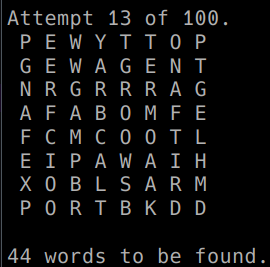 Attempt 13 of 100.
P E W Y T T O P
G E W A G E N T
N R G R R R A G
A F A B O M F E
F C M C O O T L
E I P A W A I H
X O B L S A R M
P O R T B K D D
44 words to be found.